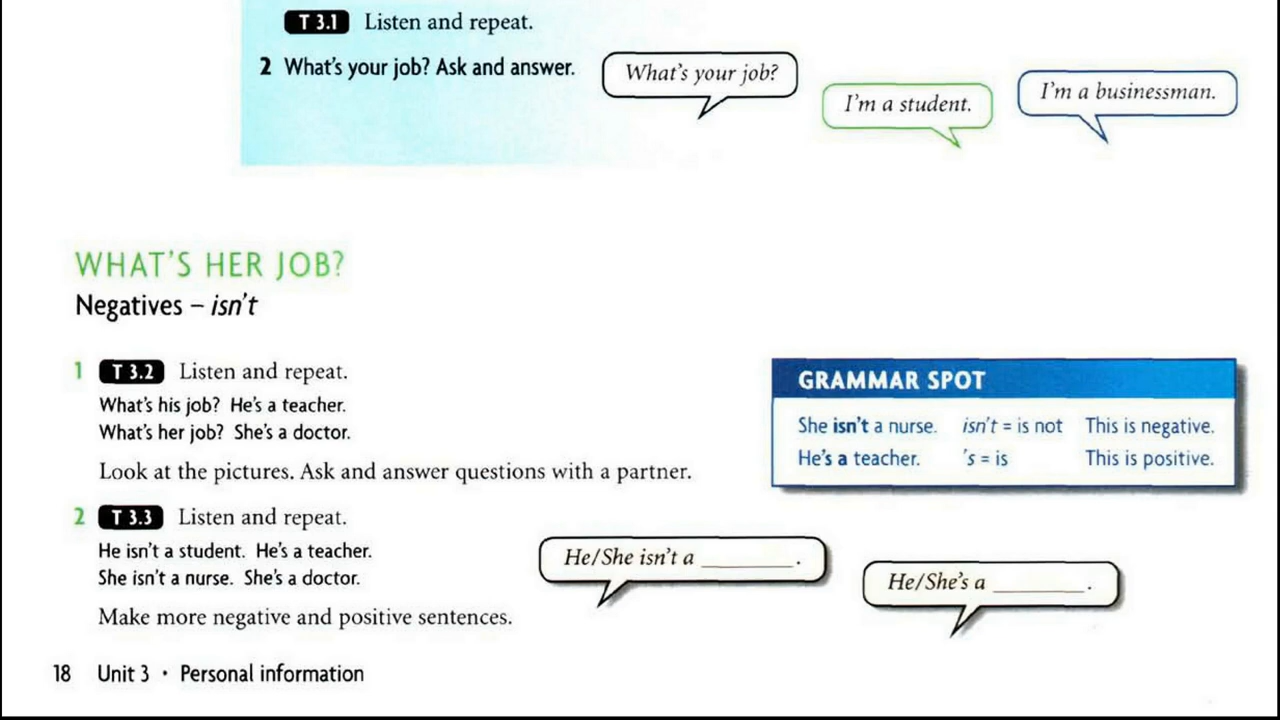 T 3.1 Listen and repeat.
2 What's your job? Ask and answer.
What's your job?
I'm a student.
I'm a businessman.
WHAT'S HER JOB?
Negatives – isn't
1 T 3.2 Listen and repeat.
What's his job? He's a teacher.
What's her job? She's a doctor.
Look at the pictures. Ask and answer questions with a partner.
GRAMMAR SPOT
She isn't a nurse. isn't = is not This is negative.
He's a teacher. 's = is This is positive.
2 T 3.3 Listen and repeat.
He isn't a student. He's a teacher.
She isn't a nurse. She's a doctor.
Make more negative and positive sentences.
He/She isn't a ________.
He/She's a ________.
18 Unit 3 • Personal information